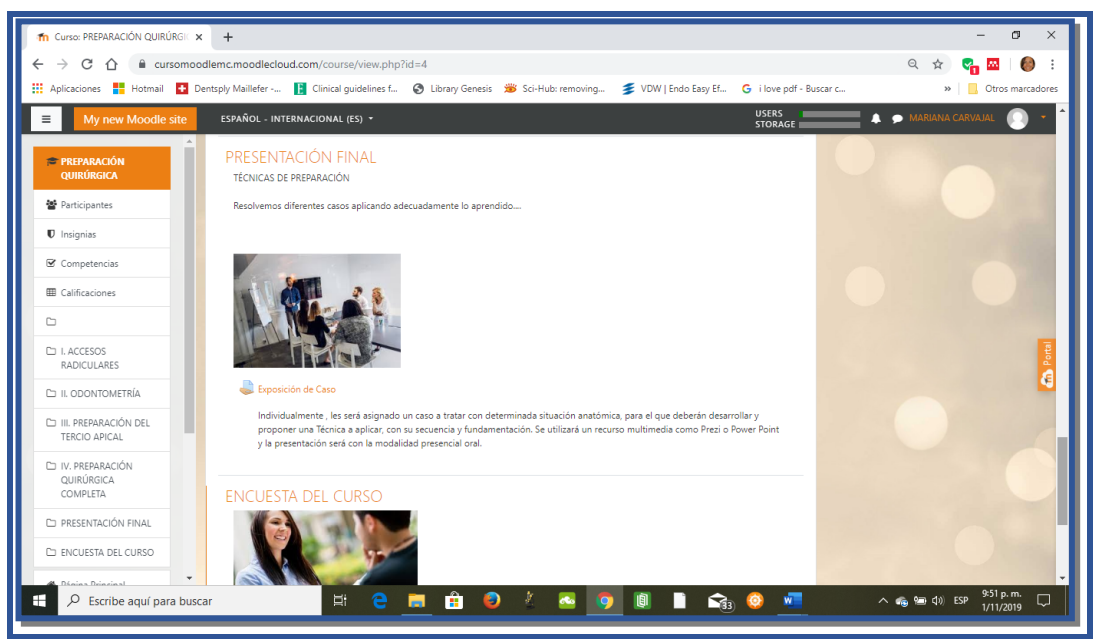 Curso: PREPARACIÓN QUIRÚRGIC
cursomoodlemc.moodlecloud.com/course/view.php?id=4
1
Aplicaciones Hotmail Dentsply Maillefer -... Clinical guidelines f... Library Genesis Sci-Hub: removing... VDW | Endo Easy Ef... i love pdf - Buscar c... » Otros marcadores
My new Moodle site ESPAÑOL - INTERNACIONAL (ES) USERS MARIANA CARVAJAL
STORAGE
PREPARACIÓN
QUIRÚRGICA
Participantes
Insignias
Competencias
Calificaciones
I. ACCESOS
RADICULARES
II. ODONTOMETRÍA
III. PREPARACIÓN DEL
TERCIO APICAL
IV. PREPARACIÓN
QUIRÚRGICA
COMPLETA
PRESENTACIÓN FINAL
ENCUESTA DEL CURSO
Página Principal
PRESENTACIÓN FINAL
TÉCNICAS DE PREPARACIÓN
Resolvemos diferentes casos aplicando adecuadamente lo aprendido....
Exposición de Caso
Individualmente , les será asignado un caso a tratar con determinada situación anatómica, para el que deberán desarrollar y
proponer una Técnica a aplicar, con su secuencia y fundamentación. Se utilizará un recurso multimedia como Prezi o Power Point
y la presentación será con la modalidad presencial oral.
ENCUESTA DEL CURSO
Portal
Escribe aquí para buscar
33
ESP
9:51 p. m.
1/11/2019